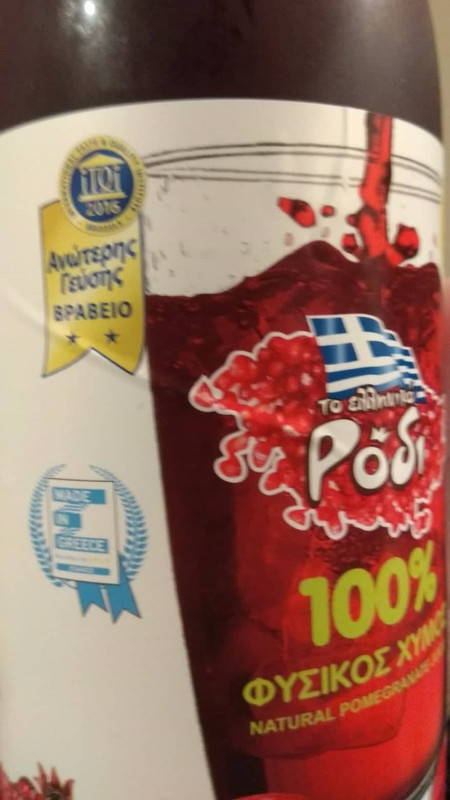 iTQi
2016
Ανώτερης
Γεύσης
ΒΡΑΒΕΙΟ
MADE
IN
GREECE
το ελληνικό
Ρόδι
100%
ΦΥΣΙΚΟΣ ΧΥΜΟΣ
NATURAL POMEGRANATE